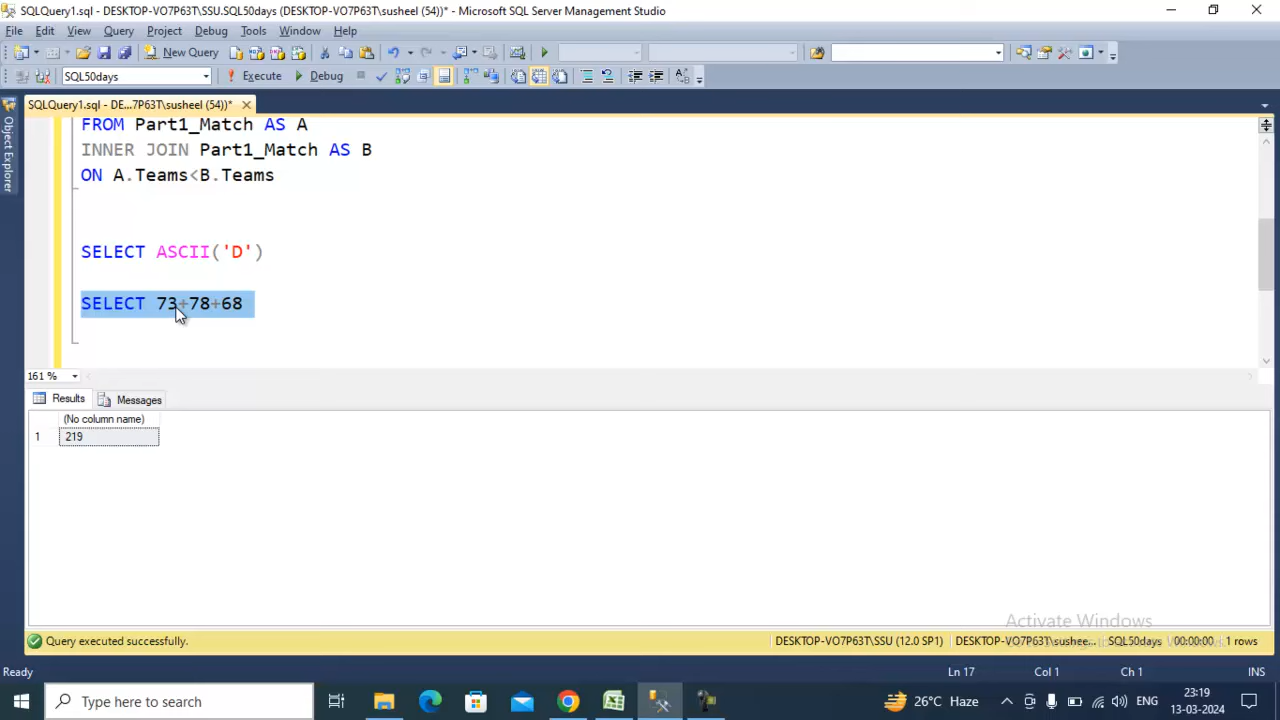 SQLQuery1.sql - DESKTOP-VO7P63T\SSU.SQL50days (DESKTOP-VO7P63T\susheel (54))* - Microsoft SQL Server Management Studio
File Edit View Query Project Debug Tools Window Help
New Query
SQL50days Execute Debug
SQLQuery1.sql - DE...7P63T\susheel (54))*
Object Explorer
FROM Part1_Match AS A
INNER JOIN Part1_Match AS B
ON A.Teams<B.Teams
SELECT ASCII('D')
SELECT 73+78+68
161 %
Results Messages
(No column name)
1 219
Activate Windows
Query executed successfully. DESKTOP-VO7P63T\SSU (12.0 SP1) DESKTOP-VO7P63T\sushee... SQL50days 00:00:00 1 rows
Ready Ln 17 Col 1 Ch 1 INS
Type here to search 26°C Haze ENG 23:19
13-03-2024